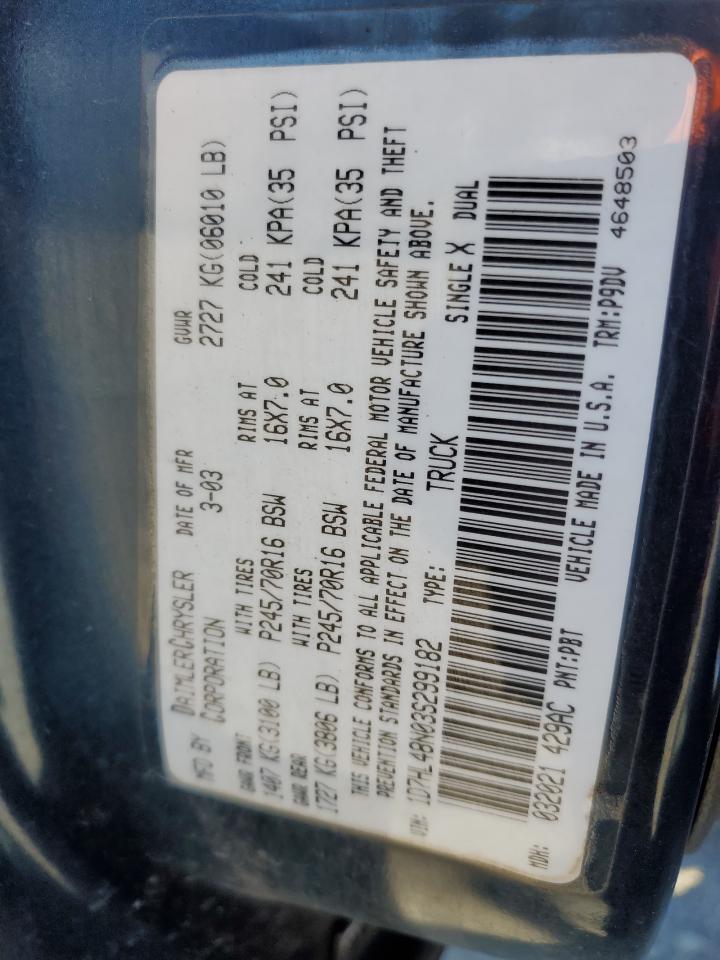 MFD BY DAIMLERCHRYSLER CORPORATION DATE OF MFR 3-03 GVWR 2727 KG(06010 LB)
GAWR FRONT WITH TIRES RIMS AT COLD
1407 KG(3100 LB) P245/70R16 BSW 16X7.0 241 KPA(35 PSI)
GAWR REAR WITH TIRES RIMS AT COLD
1727 KG(3806 LB) P245/70R16 BSW 16X7.0 241 KPA(35 PSI)
THIS VEHICLE CONFORMS TO ALL APPLICABLE FEDERAL MOTOR VEHICLE SAFETY AND THEFT
PREVENTION STANDARDS IN EFFECT ON THE DATE OF MANUFACTURE SHOWN ABOVE.
VIN: 1D7HL48N03S299182 TYPE: TRUCK SINGLE X DUAL
MDH: 032021 429AC PNT:PBT VEHICLE MADE IN U.S.A. TRM:P9DV 4648503